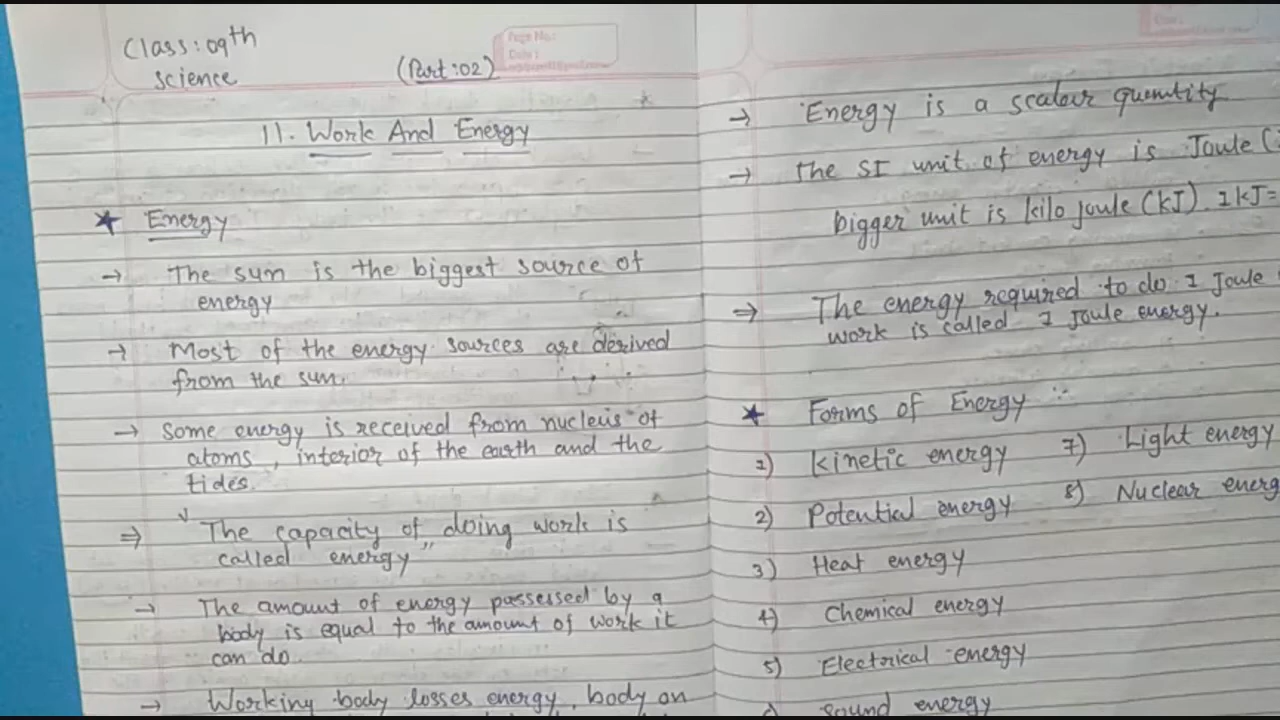 Class:09th
science
(Part:02)
Page No:
Date:
11. Work And Energy
★ Energy
→ The sun is the biggest source of
energy
→ Most of the energy sources are derived
from the sun.
→ Some energy is received from nucleus of
atoms, interior of the earth and the
tides.
⇒ "The capacity of doing work is
called energy"
→ The amount of energy possessed by a
body is equal to the amount of work it
can do.
→ Working body losses energy, body on
→ Energy is a scalar quantity
→ The SI unit of energy is Joule (
bigger unit is kilo joule (kJ). 1 kJ=
⇒ The energy required to do 1 Joule
work is called 1 Joule energy.
★ Forms of Energy :-
1) Kinetic energy 7) Light energy
2) Potential energy 8) Nuclear energ
3) Heat energy
4) Chemical energy
5) Electrical energy
sound energy